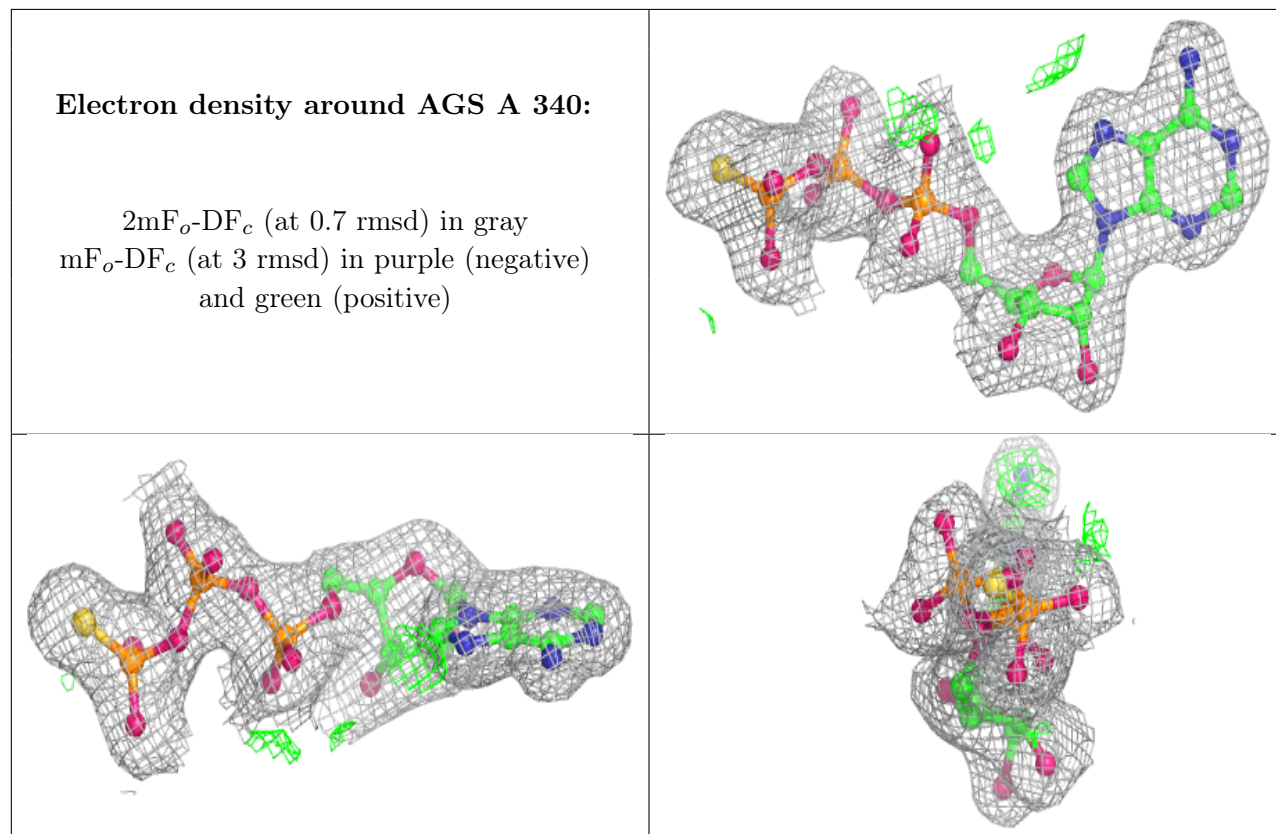 Electron density around AGS A 340:
2mFo-DFc (at 0.7 rmsd) in gray
mFo-DFc (at 3 rmsd) in purple (negative)
and green (positive)